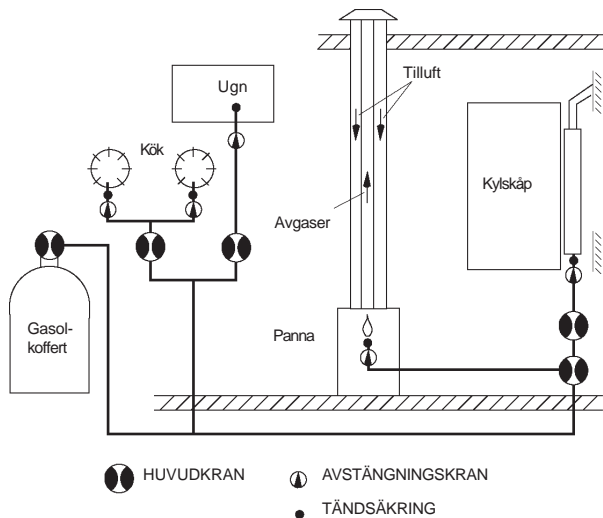 Tilluft
Ugn
Kök
Kylskåp
Avgaser
Gasol-
koffert
Panna
HUVUDKRAN
AVSTÄNGNINGSKRAN
TÄNDSÄKRING